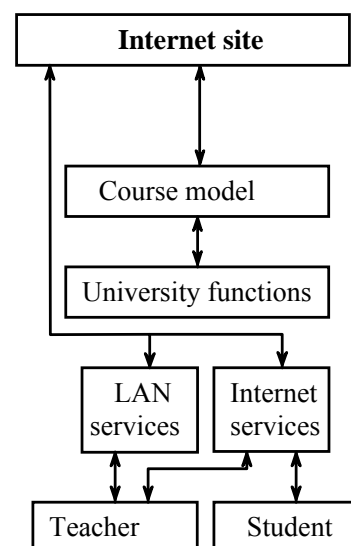 Internet site
Course model
University functions
LAN
services
Internet
services
Teacher
Student